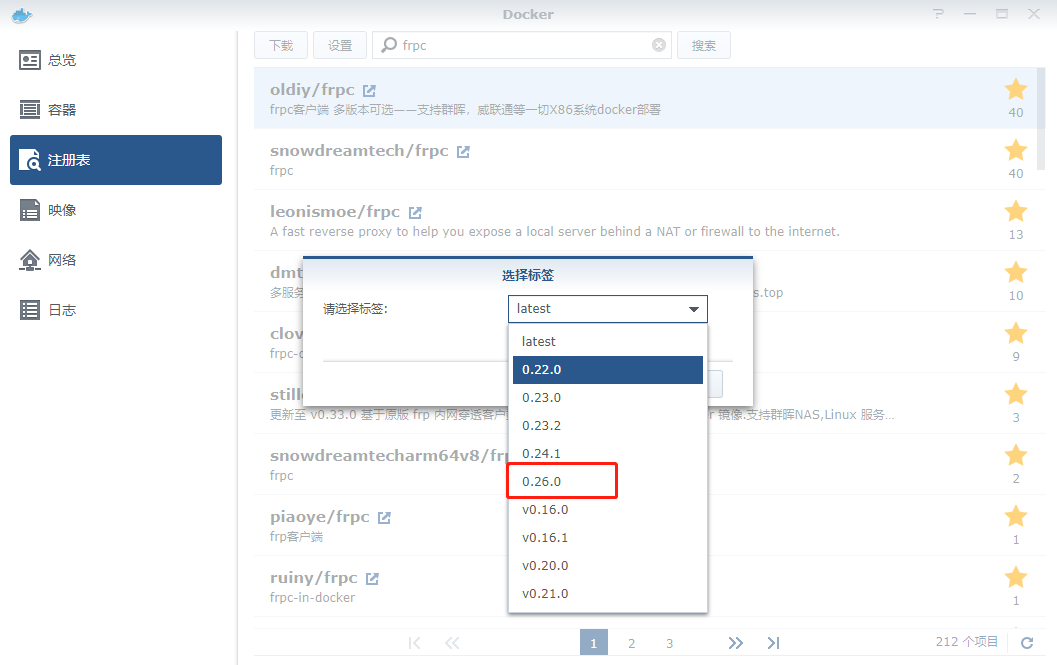 Docker
总览
容器
注册表
映像
网络
日志
下载
设置
frpc
搜索
oldiy/frpc
frpc客户端 多版本可选——支持群晖，威联通等一切X86系统docker部署
40
snowdreamtech/frpc
frpc
40
leonismoe/frpc
A fast reverse proxy to help you expose a local server behind a NAT or firewall to the internet.
13
dmt
多服务
s.top
10
clov
frpc-c
9
still
更新至 v0.33.0 基于原版 frp 内网穿透客户
r 镜像.支持群晖NAS,Linux 服务...
3
snowdreamtecharm64v8/frp
frpc
2
piaoye/frpc
frp客户端
1
ruiny/frpc
frpc-in-docker
1
选择标签
请选择标签:
latest
latest
0.22.0
0.23.0
0.23.2
0.24.1
0.26.0
v0.16.0
v0.16.1
v0.20.0
v0.21.0
1 2 3
212 个项目